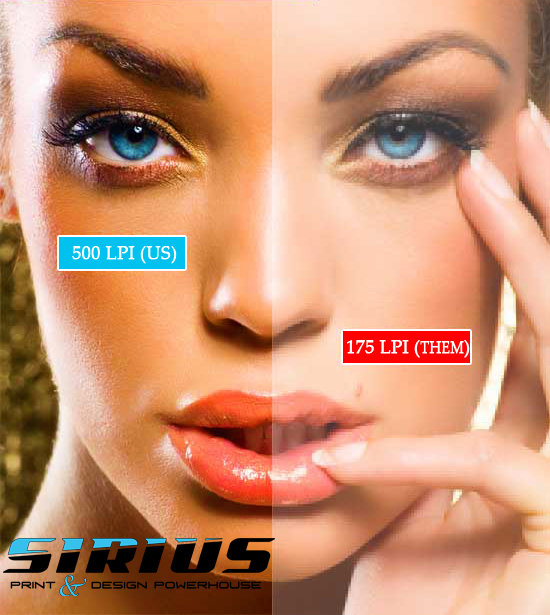 500 LPI (US)
175 LPI (THEM)
SIRIUS
PRINT & DESIGN POWERHOUSE